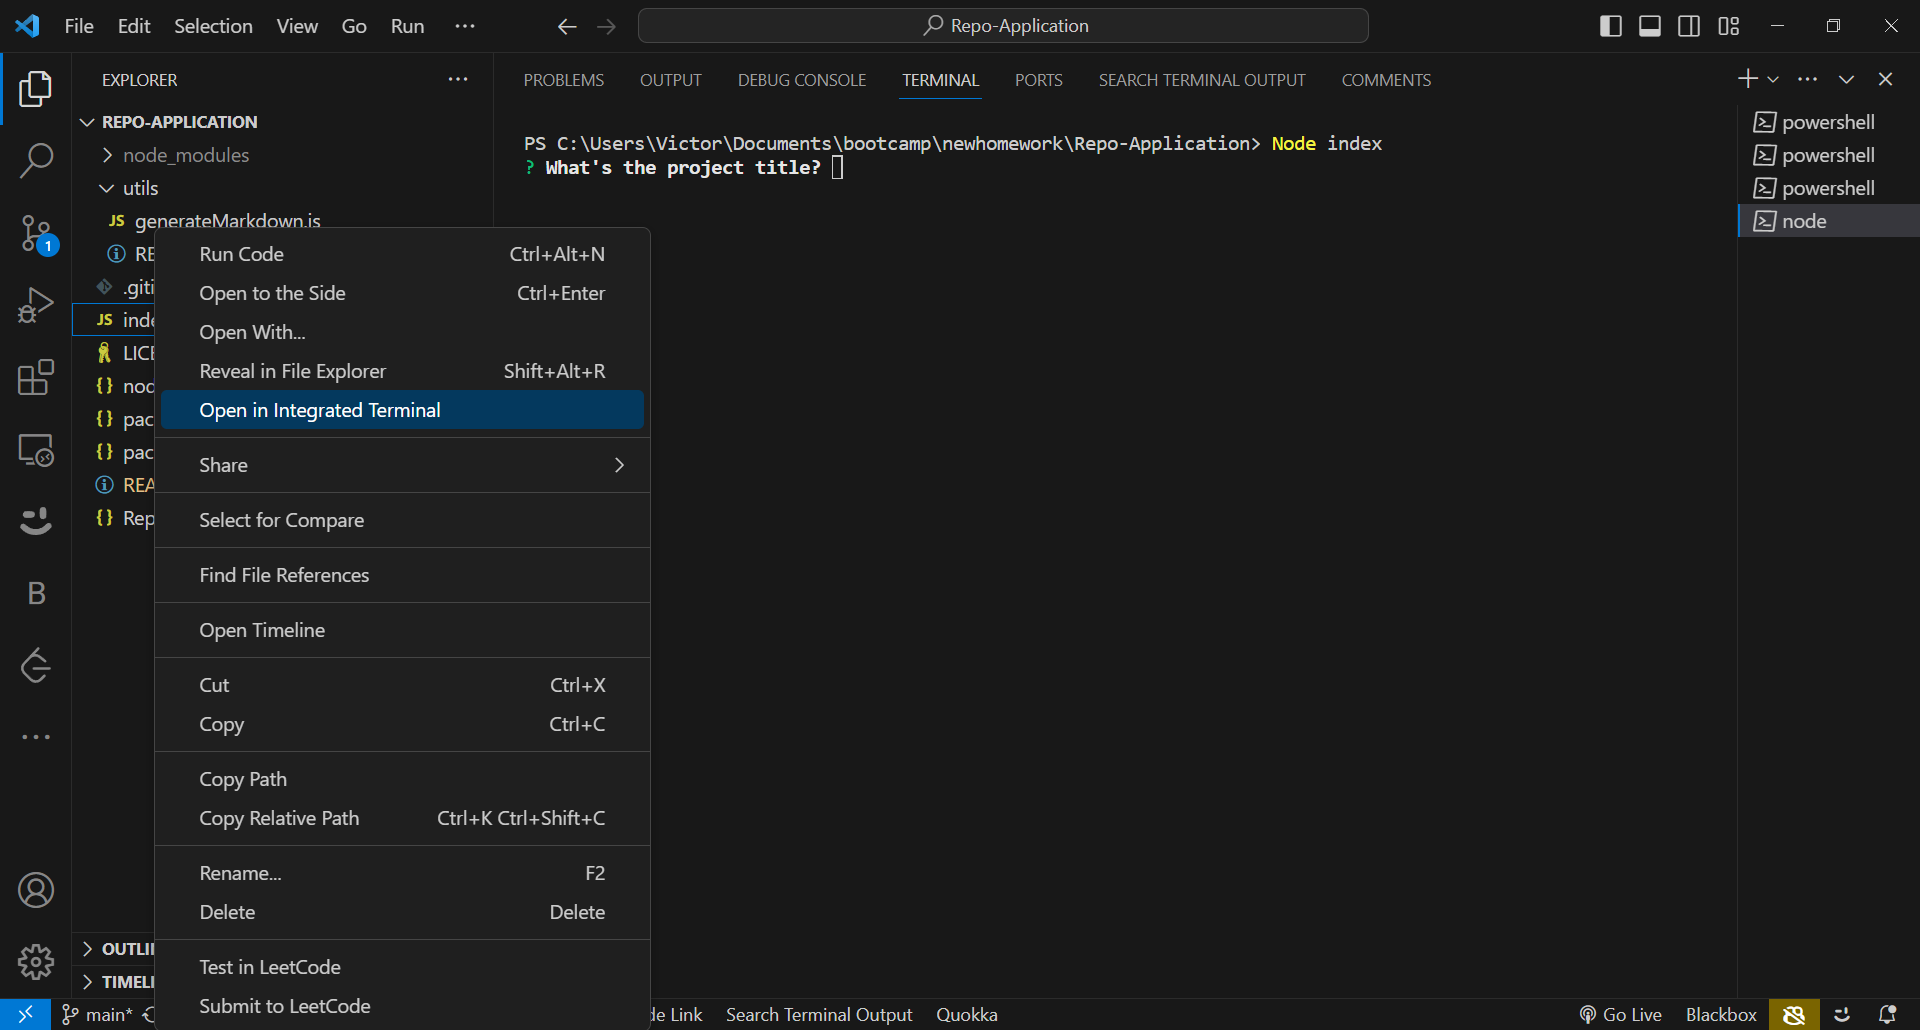 File Edit Selection View Go Run
Repo-Application
EXPLORER
REPO-APPLICATION
node_modules
utils
JS generateMarkdown.js
RE
.giti
JS inde
LICE
{} nod
{} pac
{} pac
REA
{} Rep
OUTLI
TIMELI
1
B
Run Code Ctrl+Alt+N
Open to the Side Ctrl+Enter
Open With...
Reveal in File Explorer Shift+Alt+R
Open in Integrated Terminal
Share
Select for Compare
Find File References
Open Timeline
Cut Ctrl+X
Copy Ctrl+C
Copy Path
Copy Relative Path Ctrl+K Ctrl+Shift+C
Rename... F2
Delete Delete
Test in LeetCode
Submit to LeetCode
PROBLEMS OUTPUT DEBUG CONSOLE TERMINAL PORTS SEARCH TERMINAL OUTPUT COMMENTS
PS C:\Users\Victor\Documents\bootcamp\newhomework\Repo-Application> Node index
? What's the project title?
powershell
powershell
powershell
node
main* de Link Search Terminal Output Quokka Go Live Blackbox